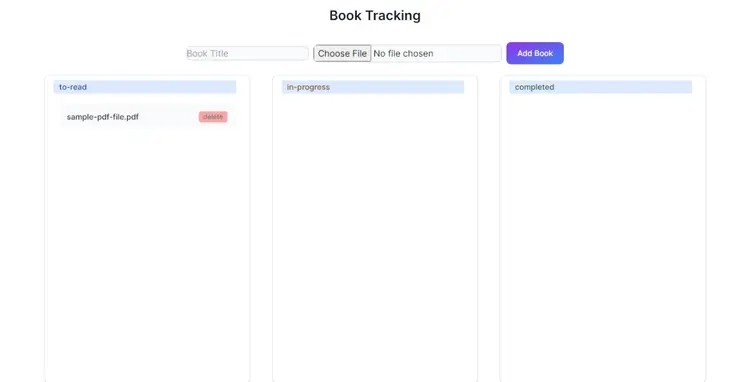 Book Tracking
Book Title Choose File No file chosen Add Book
to-read in-progress completed
sample-pdf-file.pdf delete